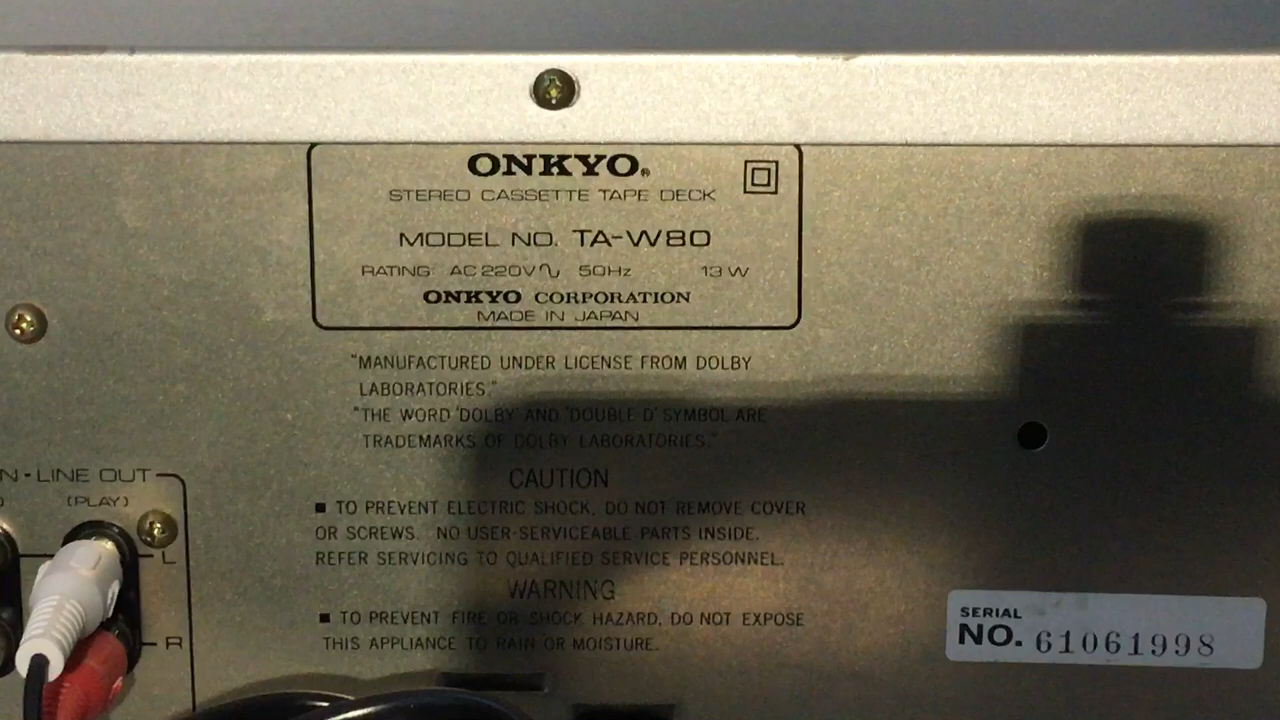 ONKYO®
STEREO CASSETTE TAPE DECK
MODEL NO. TA-W80
RATING: AC 220V∿ 50Hz 13 W
ONKYO CORPORATION
MADE IN JAPAN
"MANUFACTURED UNDER LICENSE FROM DOLBY
LABORATORIES."
"THE WORD 'DOLBY' AND 'DOUBLE D' SYMBOL ARE
TRADEMARKS OF DOLBY LABORATORIES."
CAUTION
■ TO PREVENT ELECTRIC SHOCK, DO NOT REMOVE COVER
OR SCREWS. NO USER-SERVICEABLE PARTS INSIDE.
REFER SERVICING TO QUALIFIED SERVICE PERSONNEL.
WARNING
■ TO PREVENT FIRE OR SHOCK HAZARD, DO NOT EXPOSE
THIS APPLIANCE TO RAIN OR MOISTURE.
LINE OUT
(PLAY)
L
R
SERIAL
NO. 61061998